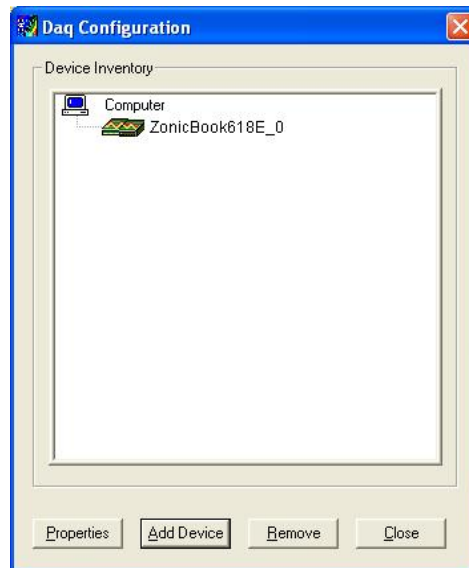 Daq Configuration
Device Inventory
Computer
ZonicBook618E_0
Properties Add Device Remove Close